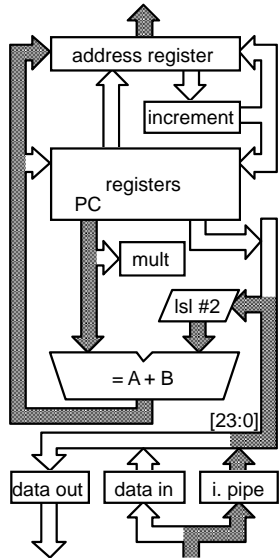 address register
increment
registers
PC
mult
lsl #2
= A + B
[23:0]
data out data in i. pipe